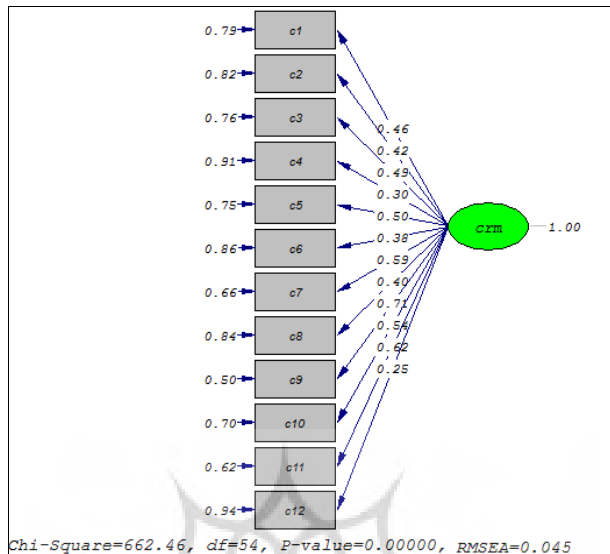 0.79 c1
0.82 c2
0.76 c3
0.46
0.42
0.91 c4
0.49
0.30
0.75 c5
0.50
crm 1.00
0.86 c6
0.38
0.59
0.66 c7
0.40
0.71
0.84 c8
0.54
0.62
0.50 c9
0.25
0.70 c10
0.62 c11
0.94 c12
Chi-Square=662.46, df=54, P-value=0.00000, RMSEA=0.045